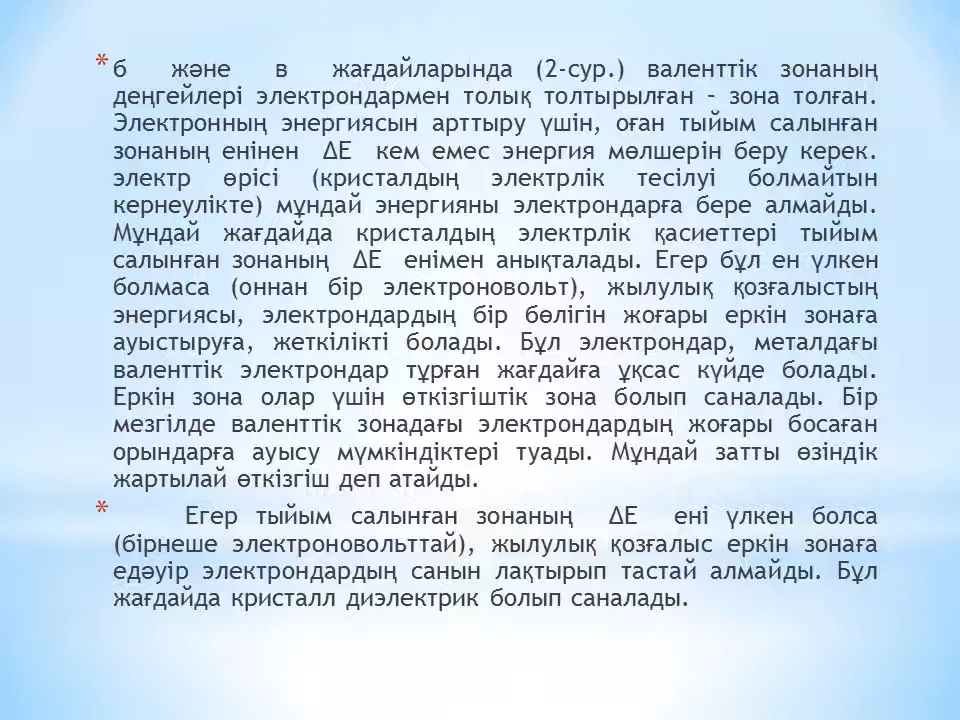 * б және в жағдайларында (2-сур.) валенттік зонаның
деңгейлері электрондармен толық толтырылған – зона толған.
Электронның энергиясын арттыру үшін, оған тыйым салынған
зонаның енінен ΔЕ кем емес энергия мөлшерін беру керек.
электр өрісі (кристалдың электрлік тесілуі болмайтын
кернеулікте) мұндай энергияны электрондарға бере алмайды.
Мұндай жағдайда кристалдың электрлік қасиеттері тыйым
салынған зонаның ΔЕ енімен анықталады. Егер бұл ен үлкен
болмаса (оннан бір электроновольт), жылулық қозғалыстың
энергиясы, электрондардың бір бөлігін жоғары еркін зонаға
ауыстыруға, жеткілікті болады. Бұл электрондар, металдағы
валенттік электрондар тұрған жағдайға ұқсас күйде болады.
Еркін зона олар үшін өткізгіштік зона болып саналады. Бір
мезгілде валенттік зонадағы электрондардың жоғары босаған
орындарға ауысу мүмкіндіктері туады. Мұндай затты өзіндік
жартылай өткізгіш деп атайды.
* Егер тыйым салынған зонаның ΔЕ ені үлкен болса
(бірнеше электроновольттай), жылулық қозғалыс еркін зонаға
едәуір электрондардың санын лақтырып тастай алмайды. Бұл
жағдайда кристалл диэлектрик болып саналады.